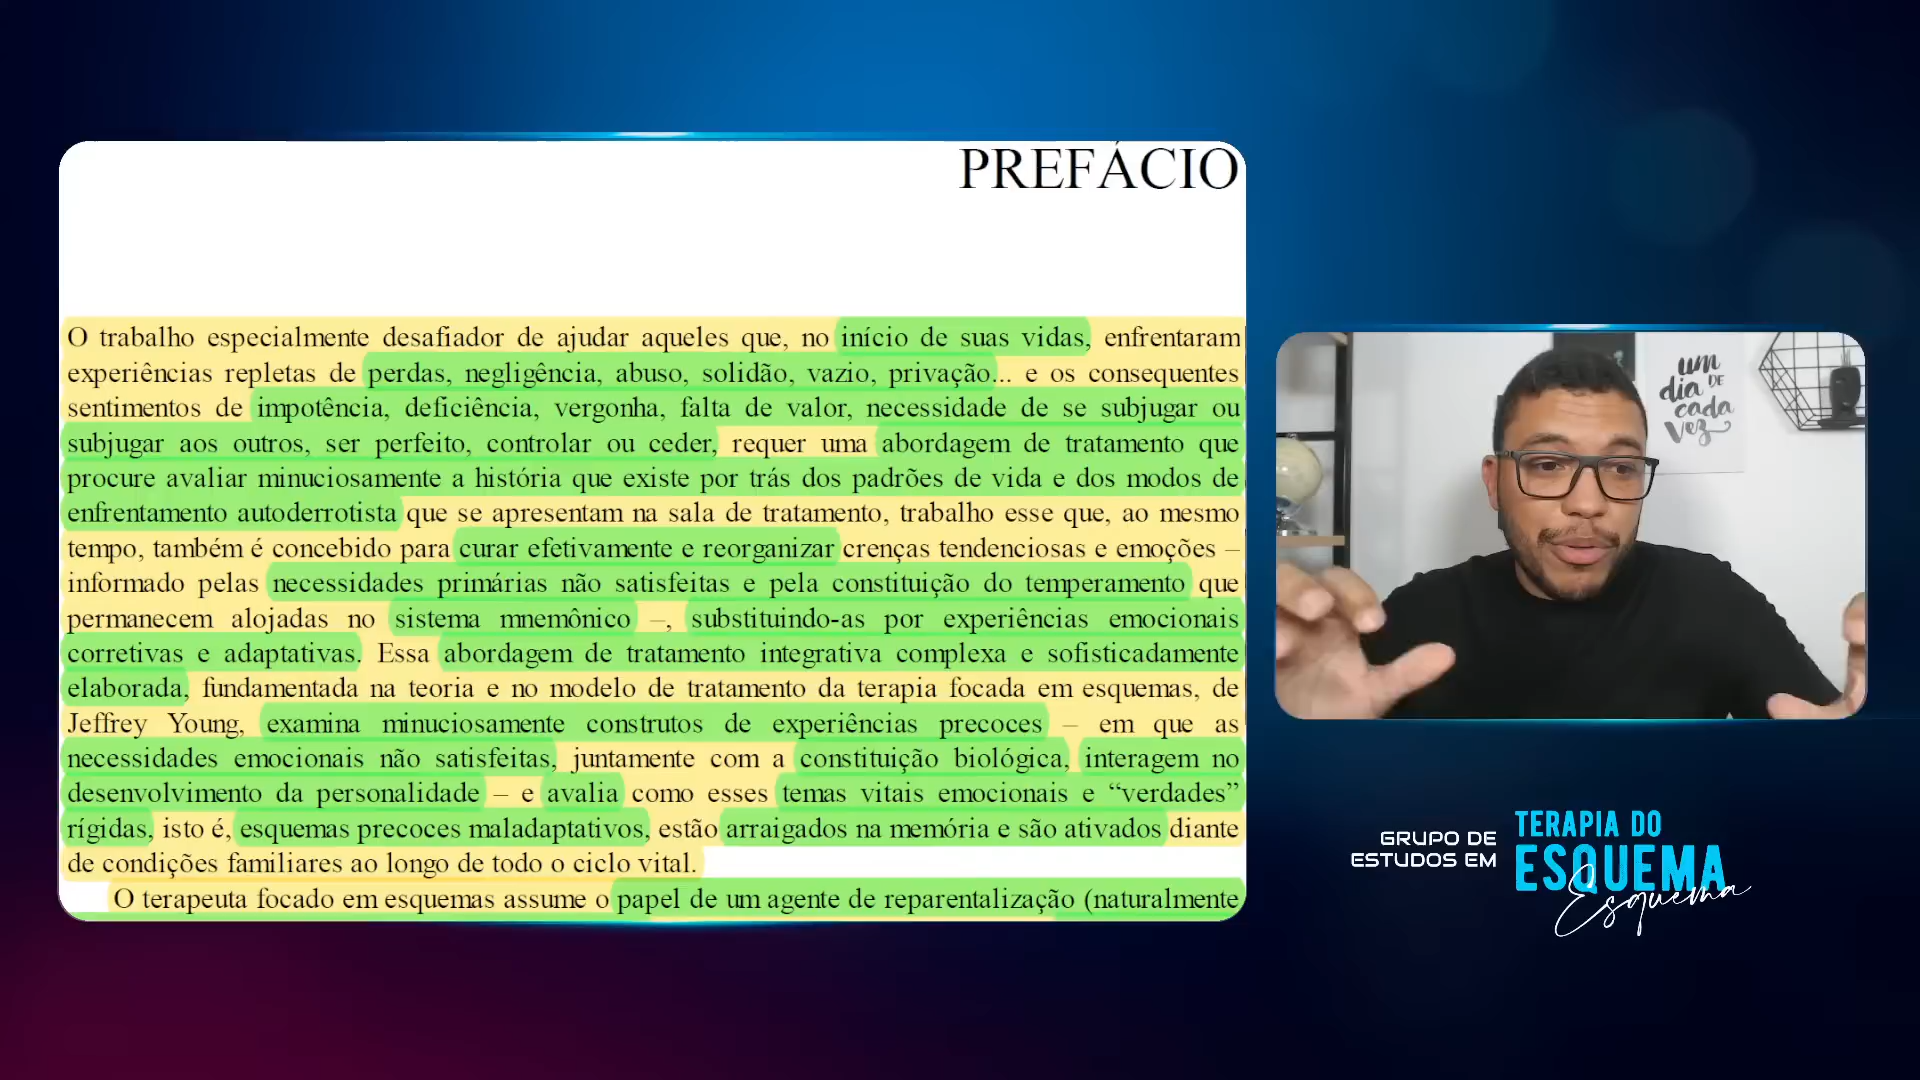 PREFÁCIO
O trabalho especialmente desafiador de ajudar aqueles que, no início de suas vidas, enfrentaram
experiências repletas de perdas, negligência, abuso, solidão, vazio, privação... e os consequentes
sentimentos de impotência, deficiência, vergonha, falta de valor, necessidade de se subjugar ou
subjugar aos outros, ser perfeito, controlar ou ceder, requer uma abordagem de tratamento que
procure avaliar minuciosamente a história que existe por trás dos padrões de vida e dos modos de
enfrentamento autoderrotista que se apresentam na sala de tratamento, trabalho esse que, ao mesmo
tempo, também é concebido para curar efetivamente e reorganizar crenças tendenciosas e emoções –
informado pelas necessidades primárias não satisfeitas e pela constituição do temperamento que
permanecem alojadas no sistema mnemônico –, substituindo-as por experiências emocionais
corretivas e adaptativas. Essa abordagem de tratamento integrativa complexa e sofisticadamente
elaborada, fundamentada na teoria e no modelo de tratamento da terapia focada em esquemas, de
Jeffrey Young, examina minuciosamente construtos de experiências precoces – em que as
necessidades emocionais não satisfeitas, juntamente com a constituição biológica, interagem no
desenvolvimento da personalidade – e avalia como esses temas vitais emocionais e “verdades”
rígidas, isto é, esquemas precoces maladaptativos, estão arraigados na memória e são ativados diante
de condições familiares ao longo de todo o ciclo vital.
O terapeuta focado em esquemas assume o papel de um agente de reparentalização (naturalmente
um
dia DE
cada
vez
GRUPO DE
ESTUDOS EM
TERAPIA DO
ESQUEMA
Esquema